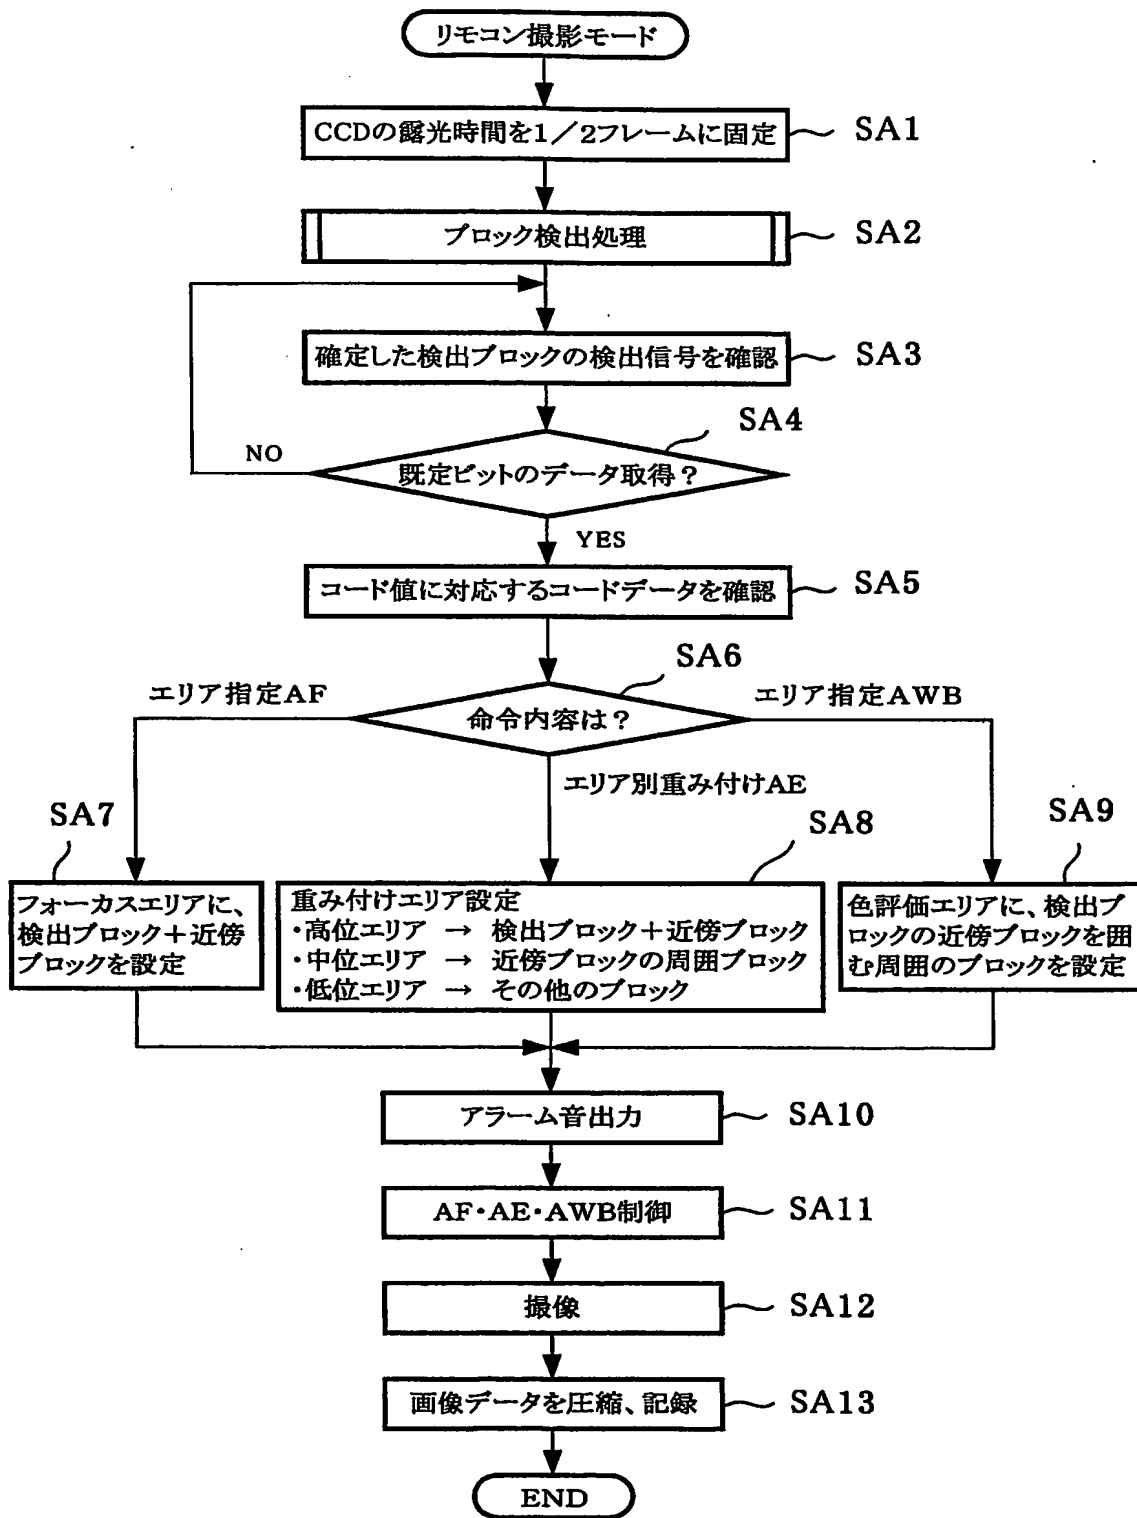 リモコン撮影モード
CCDの露光時間を1／2フレームに固定
SA1
ブロック検出処理
SA2
確定した検出ブロックの検出信号を確認
SA3
SA4
NO
既定ビットのデータ取得？
YES
コード値に対応するコードデータを確認
SA5
SA6
エリア指定AF
エリア指定AWB
命令内容は？
エリア別重み付けAE
SA7
SA8
SA9
フォーカスエリアに、
検出ブロック＋近傍
ブロックを設定
重み付けエリア設定
・高位エリア → 検出ブロック＋近傍ブロック
・中位エリア → 近傍ブロックの周囲ブロック
・低位エリア → その他のブロック
色評価エリアに、検出ブ
ロックの近傍ブロックを囲
む周囲のブロックを設定
アラーム音出力
SA10
AF・AE・AWB制御
SA11
撮像
SA12
画像データを圧縮、記録
SA13
END